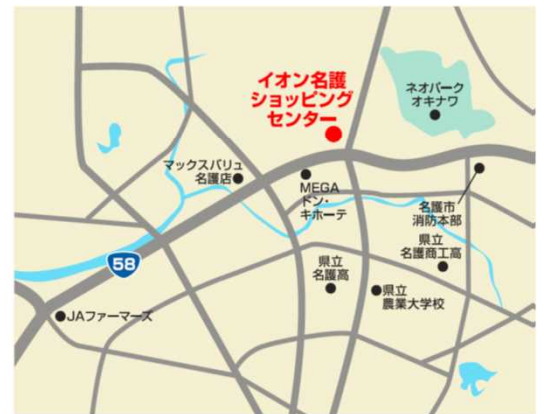 イオン名護
ショッピング
センター
ネオパーク
オキナワ
マックスバリュ
名護店
MEGA
ドン・
キホーテ
名護市
消防本部
県立
名護商工高
58
県立
名護高
県立
農業大学校
JAファーマーズ